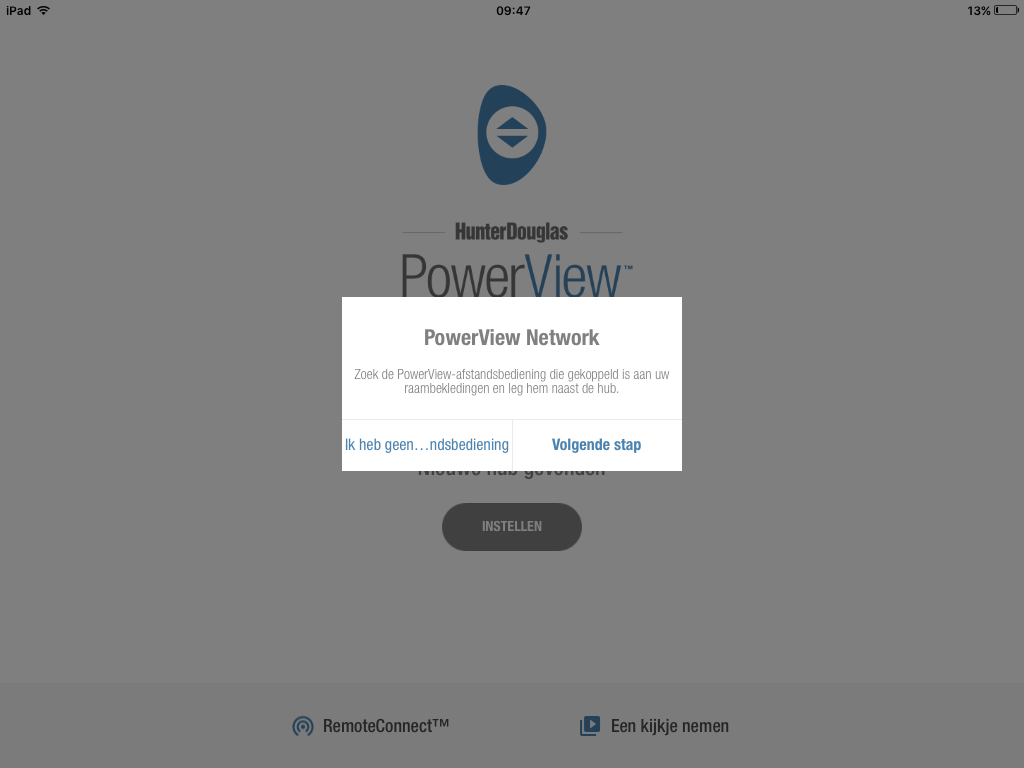 iPad 09:47 13%
HunterDouglas
PowerView™
PowerView Network
Zoek de PowerView-afstandsbediening die gekoppeld is aan uw
raambekledingen en leg hem naast de hub.
Ik heb geen…ndsbediening Volgende stap
Nieuwe hub gevonden
INSTELLEN
RemoteConnect™ Een kijkje nemen